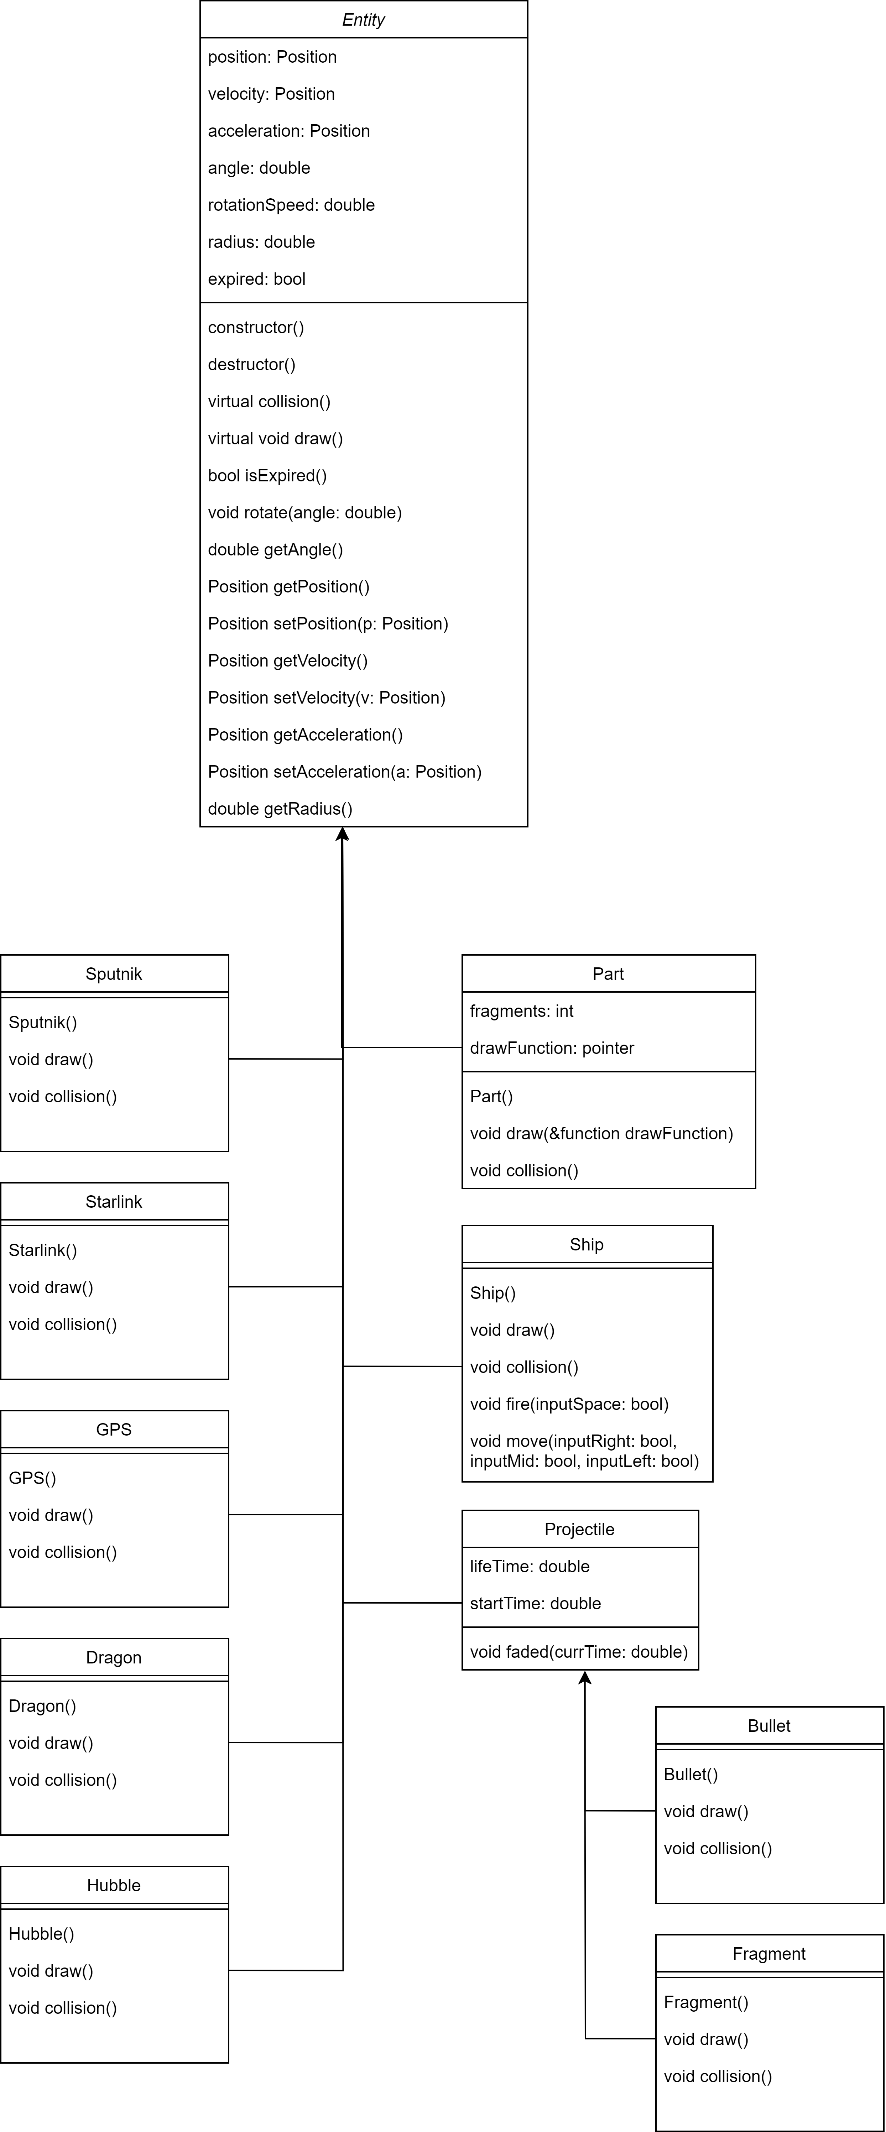 Entity
position: Position
velocity: Position
acceleration: Position
angle: double
rotationSpeed: double
radius: double
expired: bool
constructor()
destructor()
virtual collision()
virtual void draw()
bool isExpired()
void rotate(angle: double)
double getAngle()
Position getPosition()
Position setPosition(p: Position)
Position getVelocity()
Position setVelocity(v: Position)
Position getAcceleration()
Position setAcceleration(a: Position)
double getRadius()
Sputnik
Sputnik()
void draw()
void collision()
Starlink
Starlink()
void draw()
void collision()
GPS
GPS()
void draw()
void collision()
Dragon
Dragon()
void draw()
void collision()
Hubble
Hubble()
void draw()
void collision()
Part
fragments: int
drawFunction: pointer
Part()
void draw(&function drawFunction)
void collision()
Ship
Ship()
void draw()
void collision()
void fire(inputSpace: bool)
void move(inputRight: bool,
inputMid: bool, inputLeft: bool)
Projectile
lifeTime: double
startTime: double
void faded(currTime: double)
Bullet
Bullet()
void draw()
void collision()
Fragment
Fragment()
void draw()
void collision()